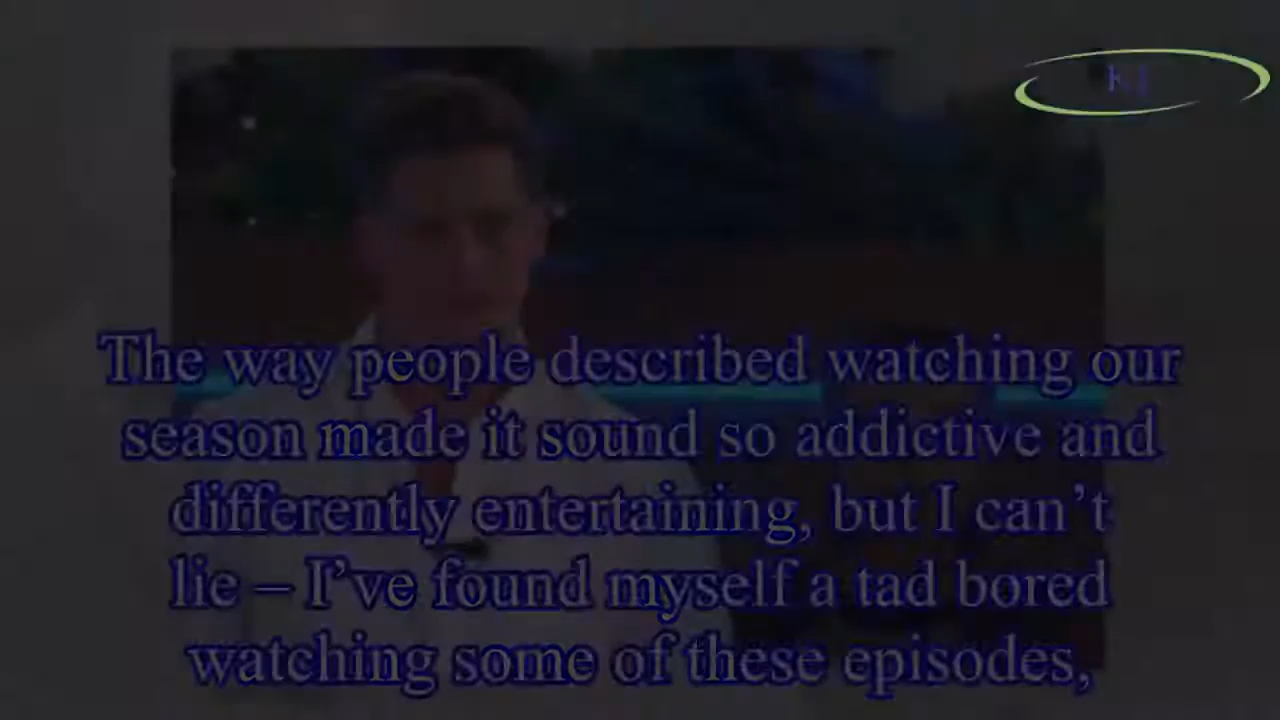 KJ
The way people described watching our
season made it sound so addictive and
differently entertaining, but I can’t
lie – I’ve found myself a tad bored
watching some of these episodes,